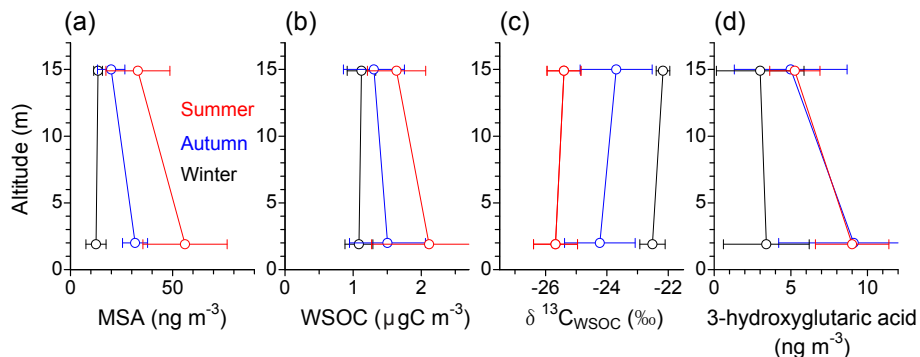 (a) (b) (c) (d)
Altitude (m)
15
10
5
0
Summer
Autumn
Winter
0 50
MSA (ng m⁻³)
15
10
5
0
0 1 2
WSOC (μgC m⁻³)
15
10
5
0
-26 -24 -22
δ ¹³C_WSOC (‰)
15
10
5
0
0 5 10
3-hydroxyglutaric acid
(ng m⁻³)